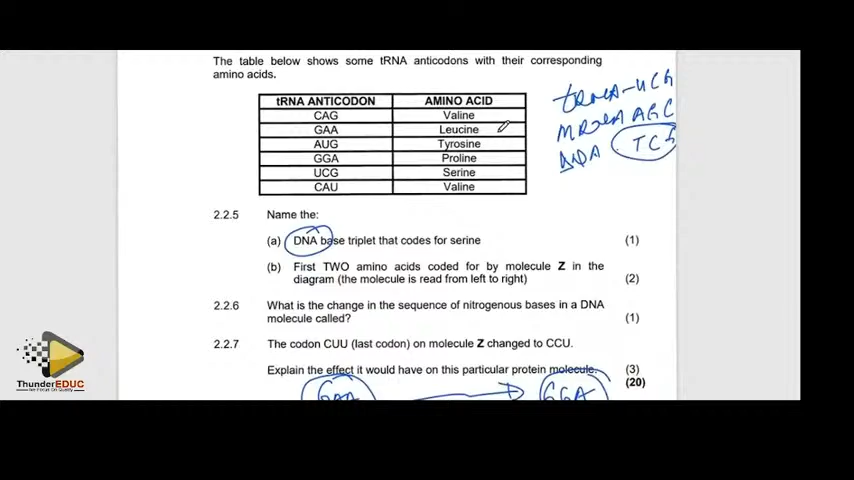 The table below shows some tRNA anticodons with their corresponding
amino acids.
tRNA ANTICODON AMINO ACID
CAG Valine
GAA Leucine
AUG Tyrosine
GGA Proline
UCG Serine
CAU Valine
tRNA-UCG
MRNA AGC
DNA TCG
2.2.5 Name the:
(a) DNA base triplet that codes for serine (1)
(b) First TWO amino acids coded for by molecule Z in the
diagram (the molecule is read from left to right) (2)
2.2.6 What is the change in the sequence of nitrogenous bases in a DNA
molecule called? (1)
2.2.7 The codon CUU (last codon) on molecule Z changed to CCU.
Explain the effect it would have on this particular protein molecule. (3)
(20)
GAA GGA
ThunderEDUC